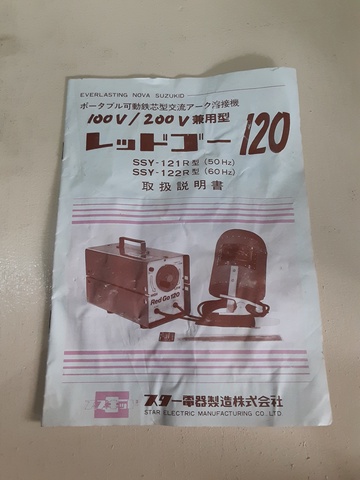 EVERLASTING NOVA SUZUKID
ポータブル可動鉄芯型交流アーク溶接機
100V/200V兼用型
レッドゴー120
SSY-121R型(50Hz)
SSY-122R型(60Hz)
取扱説明書
Red Go 120
スター電器製造株式会社
STAR ELECTRIC MANUFACTURING CO., LTD.